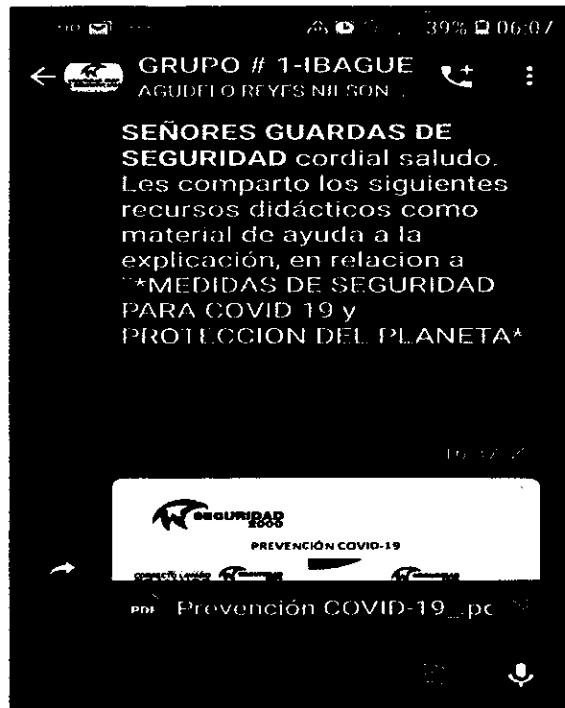 39% 06:07
GRUPO # 1-IBAGUE
AGUDELO REYES NILSON
SEÑORES GUARDAS DE
SEGURIDAD cordial saludo.
Les comparto los siguientes
recursos didácticos como
material de ayuda a la
explicación, en relacion a
"*MEDIDAS DE SEGURIDAD
PARA COVID 19 y
PROTECCION DEL PLANETA*
SEGURIDAD
2000
PREVENCIÓN COVID-19
PDF Prevención COVID-19_.pd